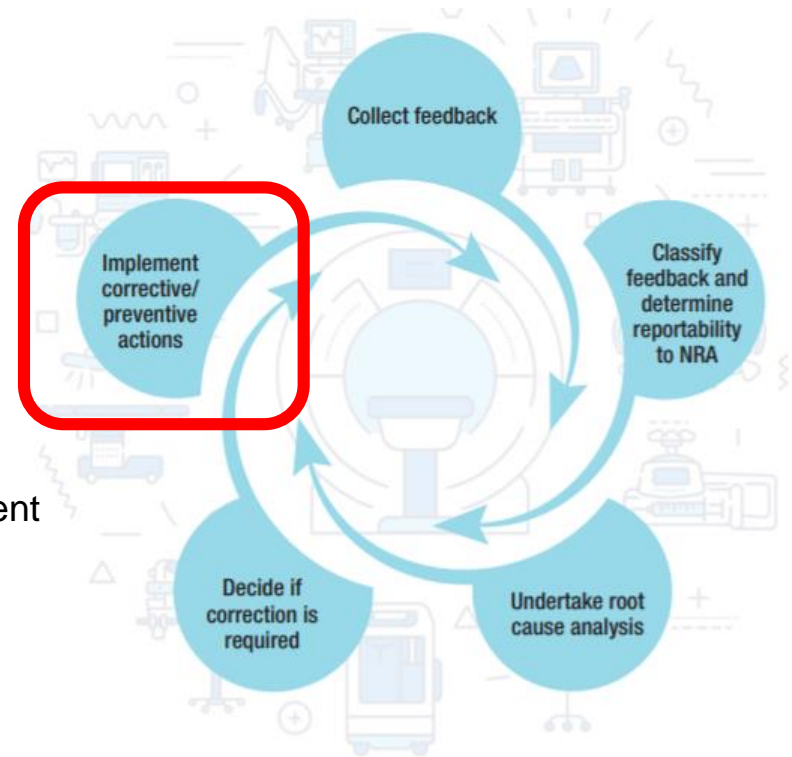 Collect feedback
Classify
feedback and
determine
reportability
to NRA
Undertake root
cause analysis
Decide if
correction is
required
Implement
corrective/
preventive
actions
ent